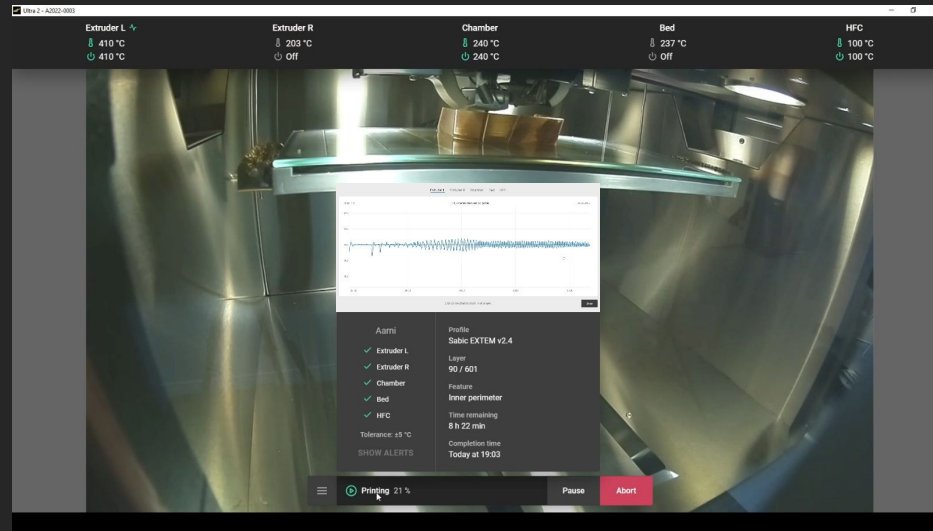 Ultra 2 - A2022-0003
Extruder L
410 °C
410 °C
Extruder R
203 °C
Off
Chamber
240 °C
240 °C
Bed
237 °C
Off
HFC
100 °C
100 °C
Aarni
Extruder L
Extruder R
Chamber
Bed
HFC
Tolerance: ±5 °C
SHOW ALERTS
Profile
Sabic EXTEM v2.4
Layer
90 / 601
Feature
Inner perimeter
Time remaining
8 h 22 min
Completion time
Today at 19:03
Printing 21 %
Pause
Abort